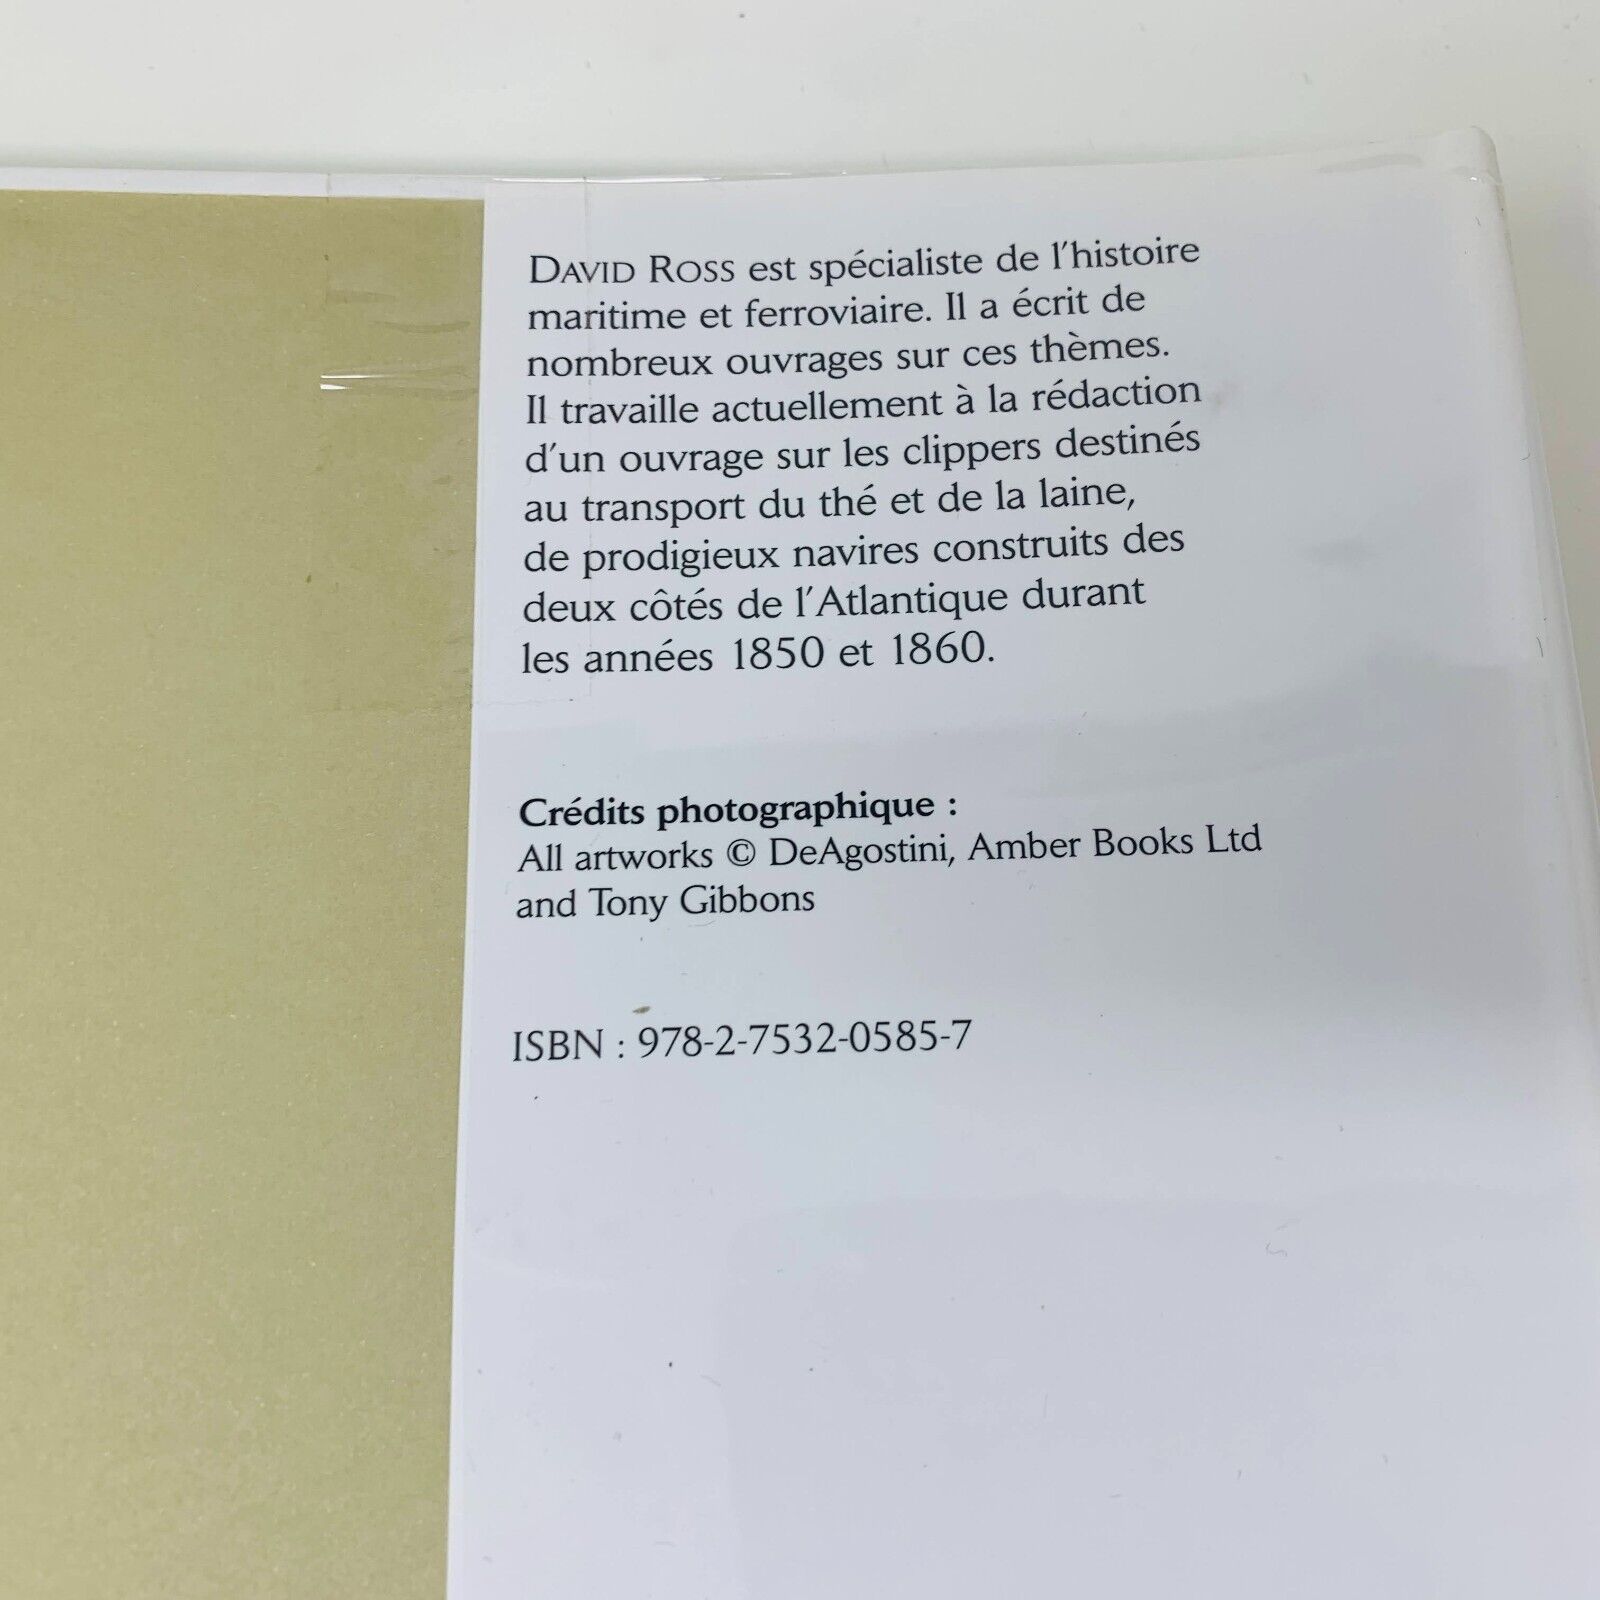 DAVID ROSS est spécialiste de l'histoire
maritime et ferroviaire. Il a écrit de
nombreux ouvrages sur ces thèmes.
Il travaille actuellement à la rédaction
d'un ouvrage sur les clippers destinés
au transport du thé et de la laine,
de prodigieux navires construits des
deux côtés de l'Atlantique durant
les années 1850 et 1860.
Crédits photographique :
All artworks © DeAgostini, Amber Books Ltd
and Tony Gibbons
ISBN : 978-2-7532-0585-7